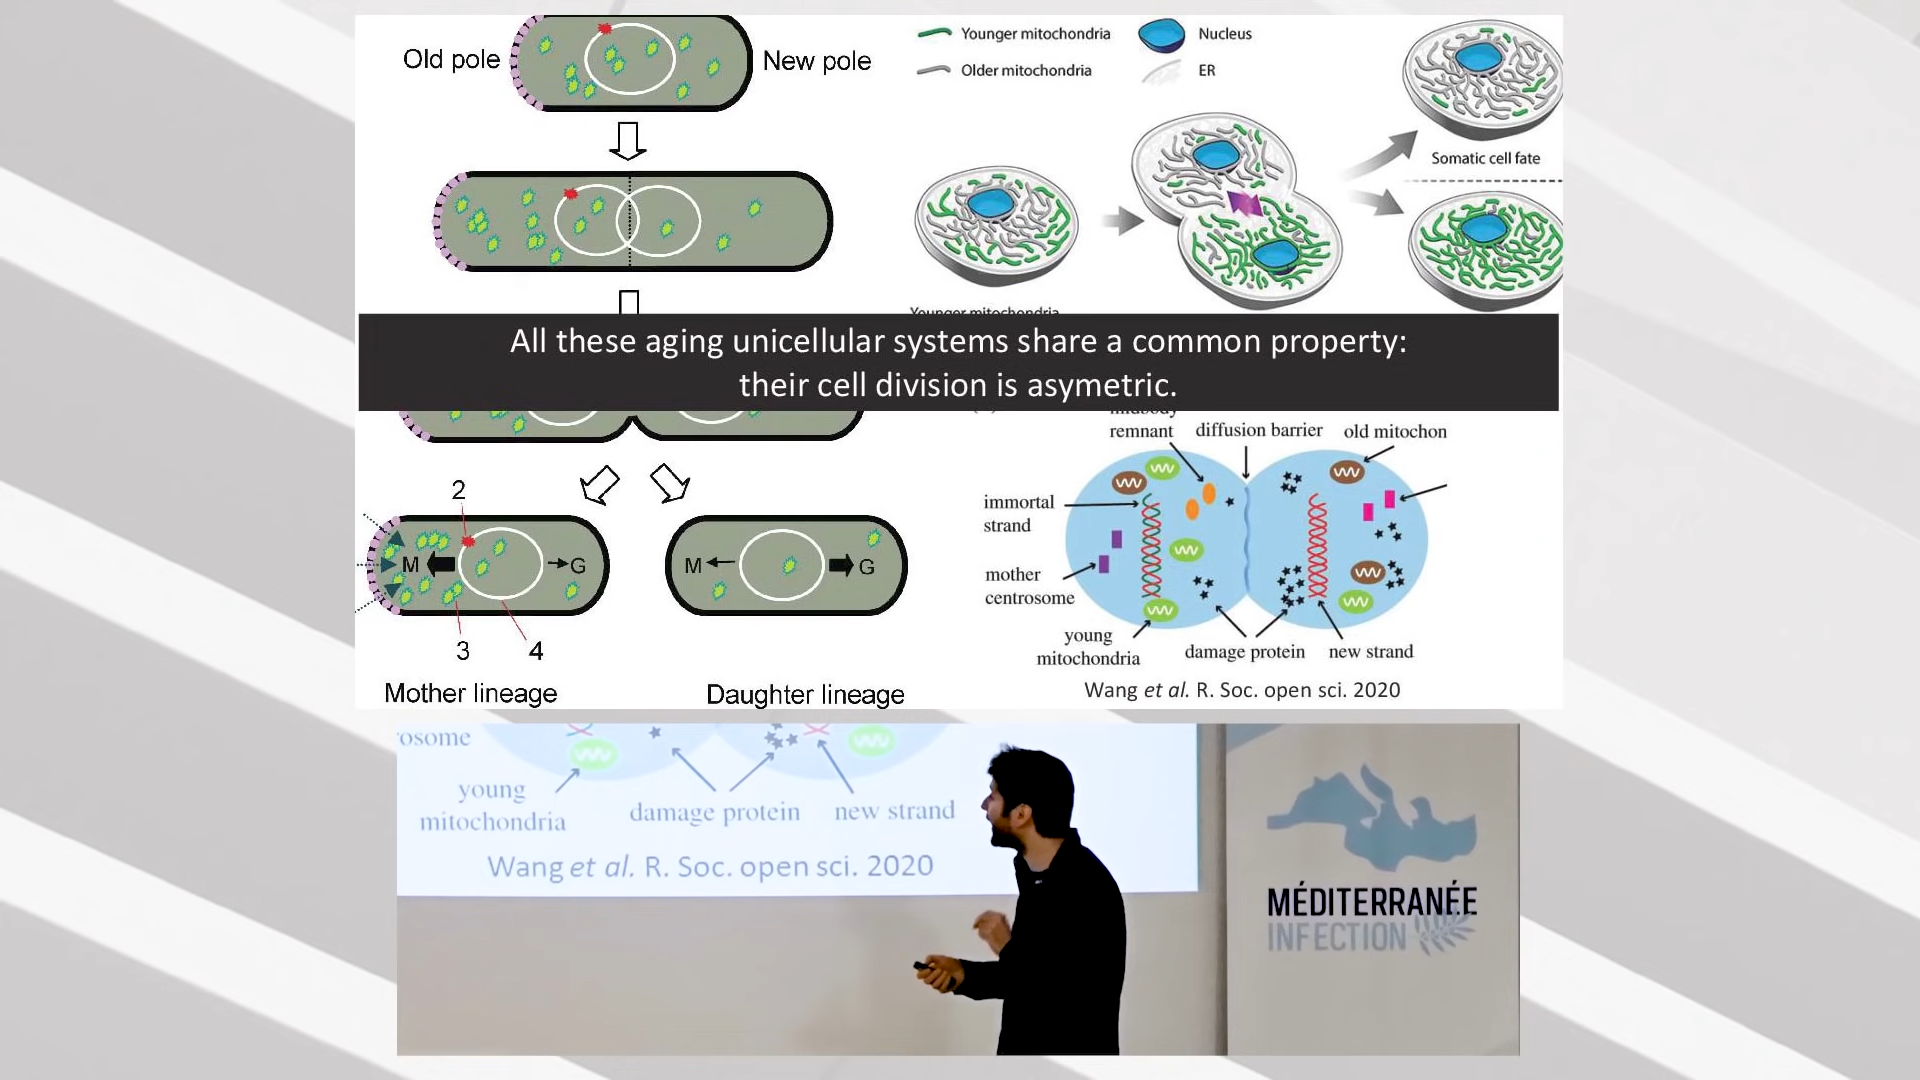 Old pole
New pole
Younger mitochondria
Nucleus
Older mitochondria
ER
Somatic cell fate
Younger mitochondria
All these aging unicellular systems share a common property:
their cell division is asymetric.
2
M
G
M
G
3
4
Mother lineage
Daughter lineage
midbody
remnant
diffusion barrier
old mitochon
immortal
strand
mother
centrosome
young
mitochondria
damage protein
new strand
Wang et al. R. Soc. open sci. 2020
rosome
young
mitochondria
damage protein
new strand
Wang et al. R. Soc. open sci. 2020
MÉDITERRANÉE
INFECTION